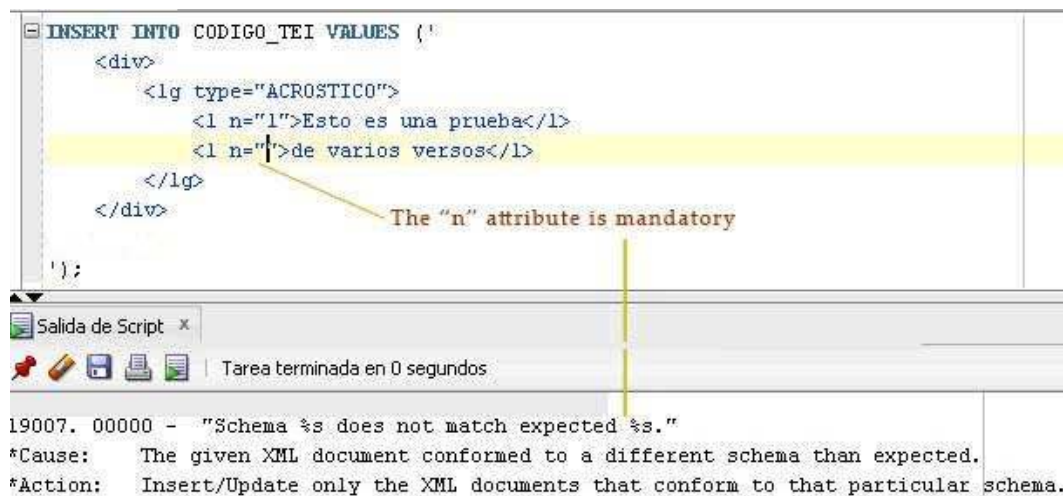 INSERT INTO CODIGO_TEI VALUES ('
<div>
<lg type="ACROSTICO">
<l n="1">Esto es una prueba</l>
<l n="">de varios versos</l>
</lg>
</div>
The "n" attribute is mandatory
');
Salida de Script x
Tarea terminada en 0 segundos
19007. 00000 - "Schema %s does not match expected %s."
*Cause: The given XML document conformed to a different schema than expected.
*Action: Insert/Update only the XML documents that conform to that particular schema